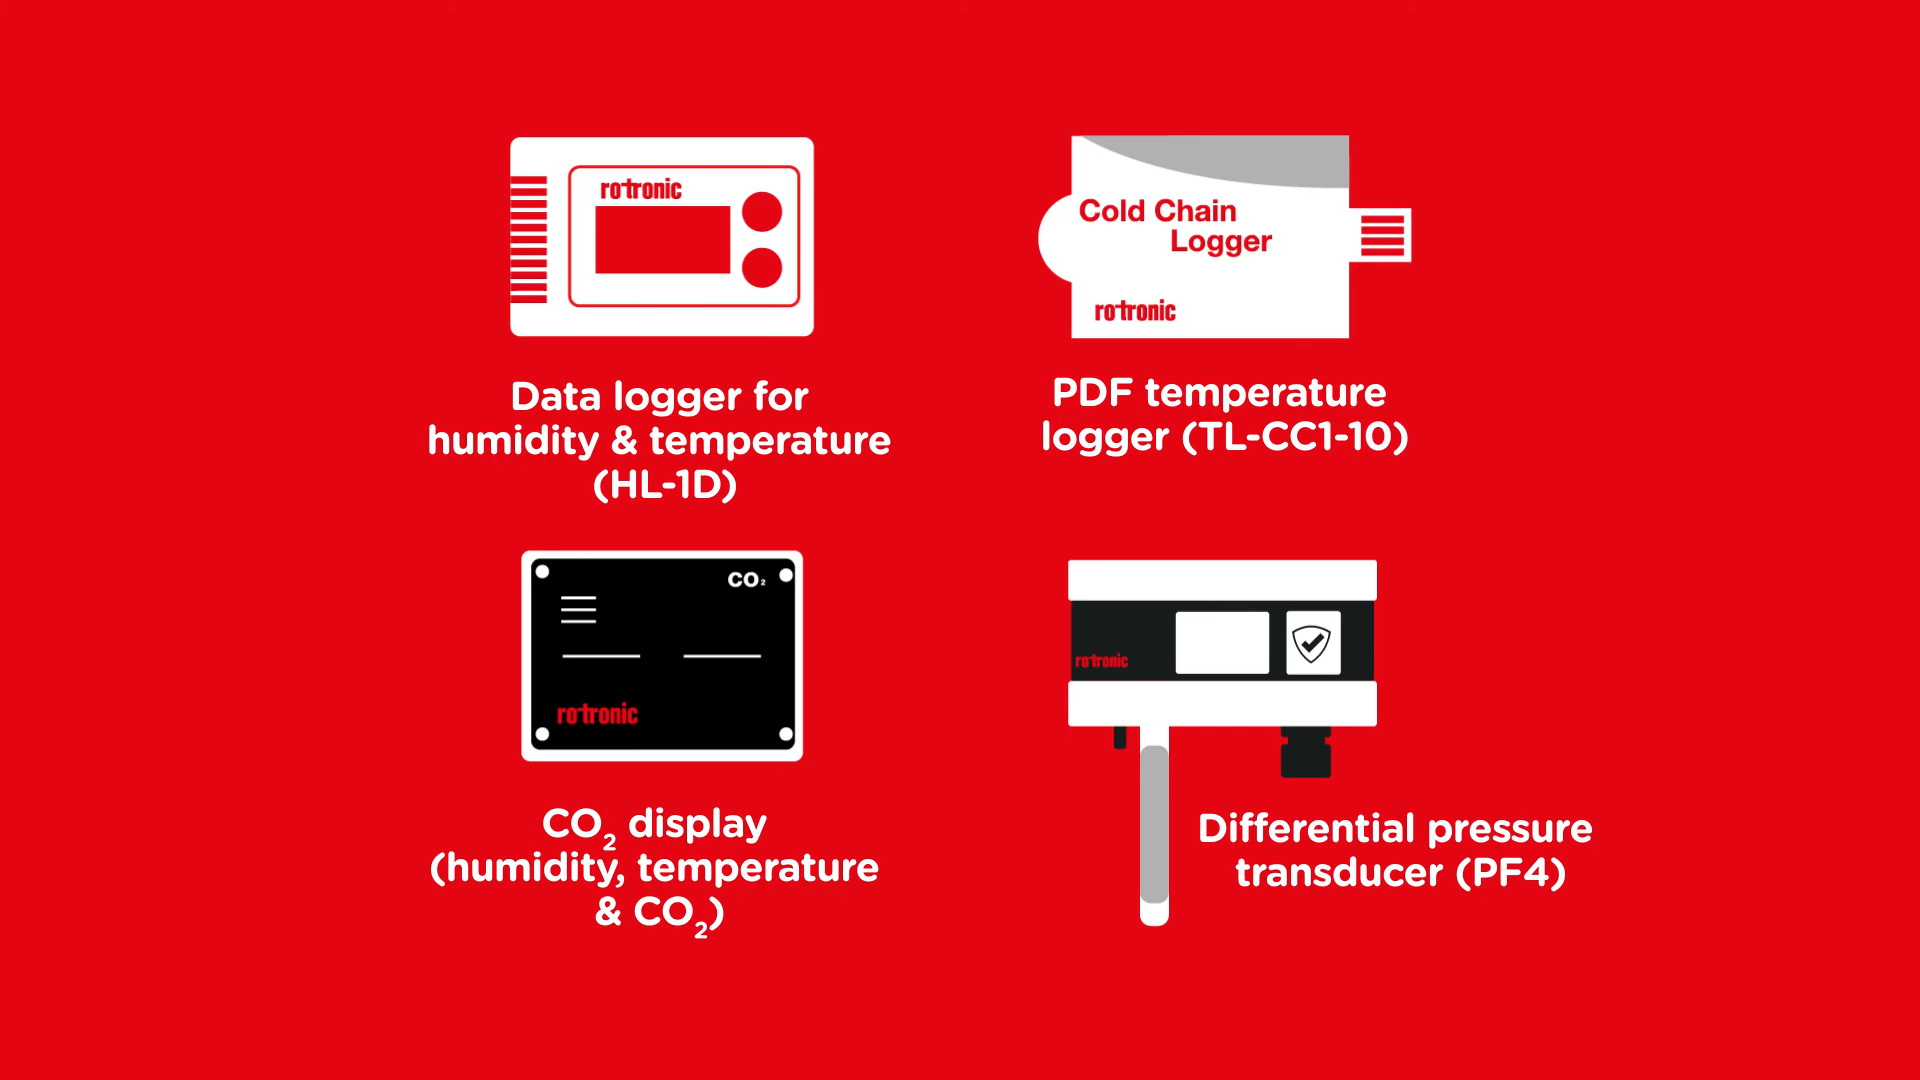 rotronic
Data logger for
humidity & temperature
(HL-1D)
Cold Chain
Logger
rotronic
PDF temperature
logger (TL-CC1-10)
CO₂
rotronic
CO₂ display
(humidity, temperature
& CO₂)
rotronic
Differential pressure
transducer (PF4)